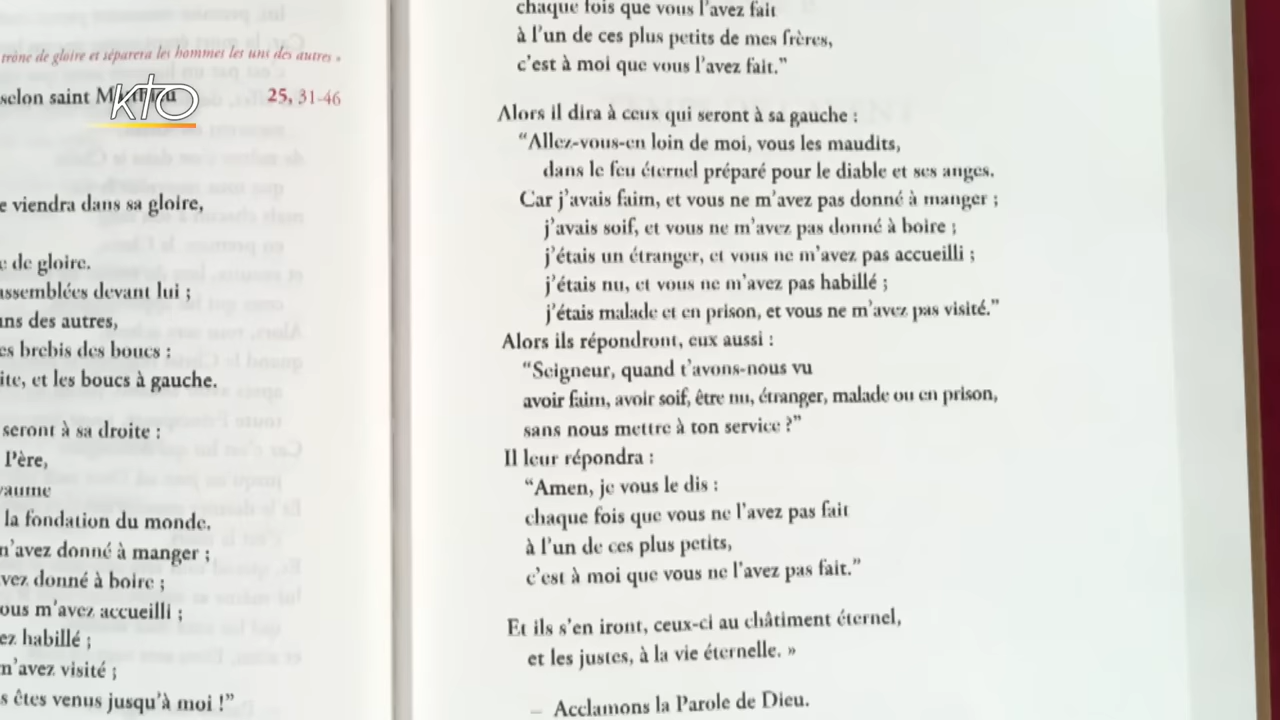 trône de gloire et séparera les hommes les uns des autres »
selon saint Matthieu 25, 31-46
KTO
e viendra dans sa gloire,
e de gloire.
assemblées devant lui ;
uns des autres,
es brebis des boucs :
ite, et les boucs à gauche.
seront à sa droite :
Père,
yaume
la fondation du monde.
m'avez donné à manger ;
vez donné à boire ;
ous m'avez accueilli ;
ez habillé ;
m'avez visité ;
s êtes venus jusqu'à moi !”
chaque fois que vous l'avez fait
à l'un de ces plus petits de mes frères,
c'est à moi que vous l'avez fait.”
Alors il dira à ceux qui seront à sa gauche :
“Allez-vous-en loin de moi, vous les maudits,
dans le feu éternel préparé pour le diable et ses anges.
Car j'avais faim, et vous ne m'avez pas donné à manger ;
j'avais soif, et vous ne m'avez pas donné à boire ;
j'étais un étranger, et vous ne m'avez pas accueilli ;
j'étais nu, et vous ne m'avez pas habillé ;
j'étais malade et en prison, et vous ne m'avez pas visité.”
Alors ils répondront, eux aussi :
“Seigneur, quand t'avons-nous vu
avoir faim, avoir soif, être nu, étranger, malade ou en prison,
sans nous mettre à ton service ?”
Il leur répondra :
“Amen, je vous le dis :
chaque fois que vous ne l'avez pas fait
à l'un de ces plus petits,
c'est à moi que vous ne l'avez pas fait.”
Et ils s'en iront, ceux-ci au châtiment éternel,
et les justes, à la vie éternelle. »
– Acclamons la Parole de Dieu.